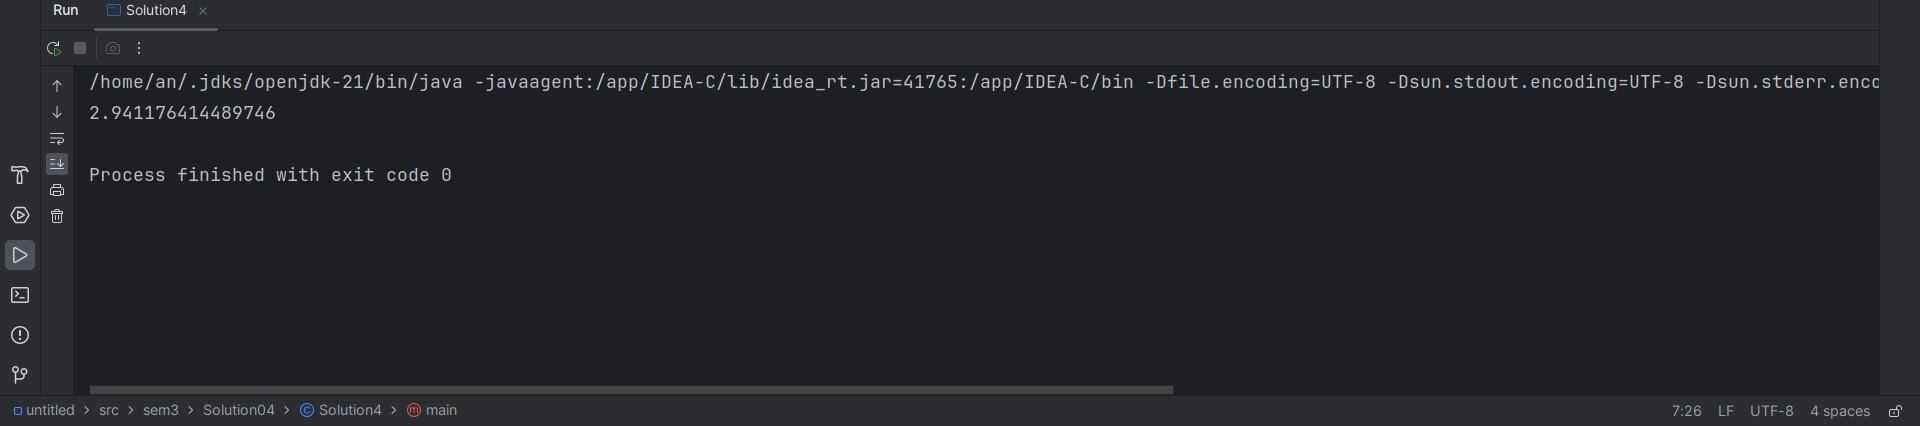 Run Solution4
/home/an/.jdks/openjdk-21/bin/java -javaagent:/app/IDEA-C/lib/idea_rt.jar=41765:/app/IDEA-C/bin -Dfile.encoding=UTF-8 -Dsun.stdout.encoding=UTF-8 -Dsun.stderr.enco
2.941176414489746
Process finished with exit code 0
untitled > src > sem3 > Solution04 > Solution4 > main 7:26 LF UTF-8 4 spaces